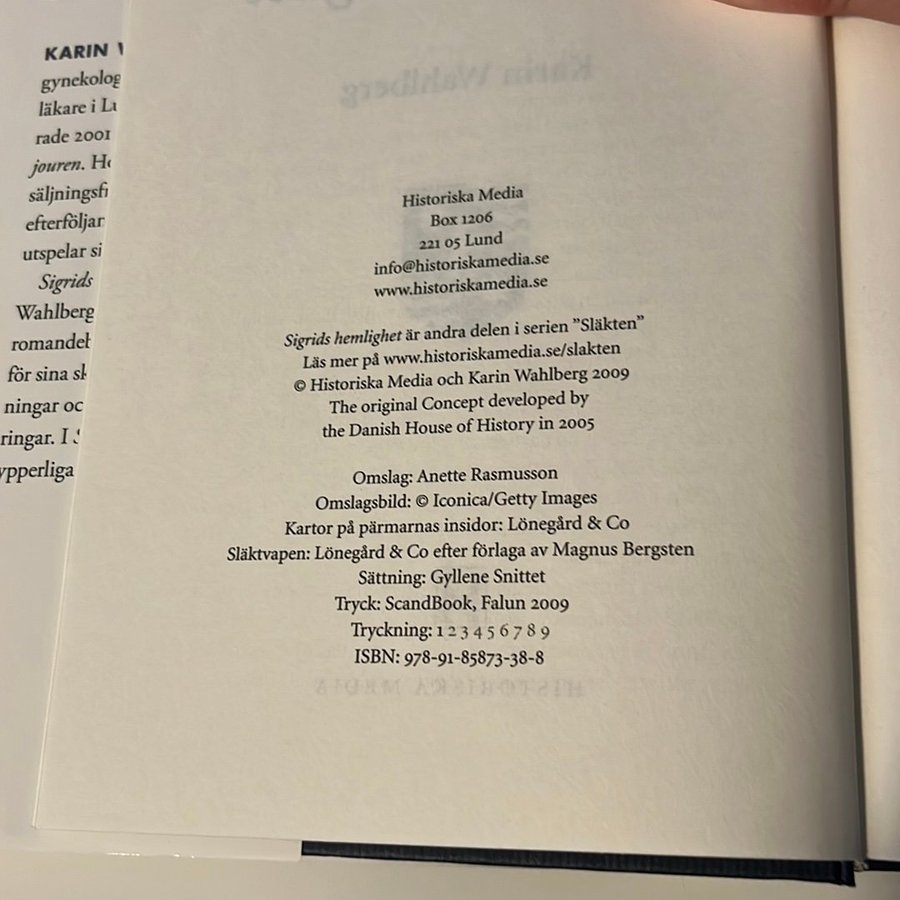 KARIN
gynekolog
läkare i
rade 2001
jouren.
säljningsf
efterföljar
utspelar si
Sigrids
Wahlberg
romandeb
för sina
ningar oc
ringar. I
ypperliga
Karin Wahlberg
Historiska Media
Box 1206
221 05 Lund
info@historiskamedia.se
www.historiskamedia.se
Sigrids hemlighet är andra delen i serien ”Släkten”
Läs mer på www.historiskamedia.se/slakten
© Historiska Media och Karin Wahlberg 2009
The original Concept developed by
the Danish House of History in 2005
Omslag: Anette Rasmusson
Omslagsbild: © Iconica/Getty Images
Kartor på pärmarnas insidor: Lönegård & Co
Släktvapen: Lönegård & Co efter förlaga av Magnus Bergsten
Sättning: Gyllene Snittet
Tryck: ScandBook, Falun 2009
Tryckning: 1 2 3 4 5 6 7 8 9
ISBN: 978-91-85873-38-8
HISTORISKA MEDIA